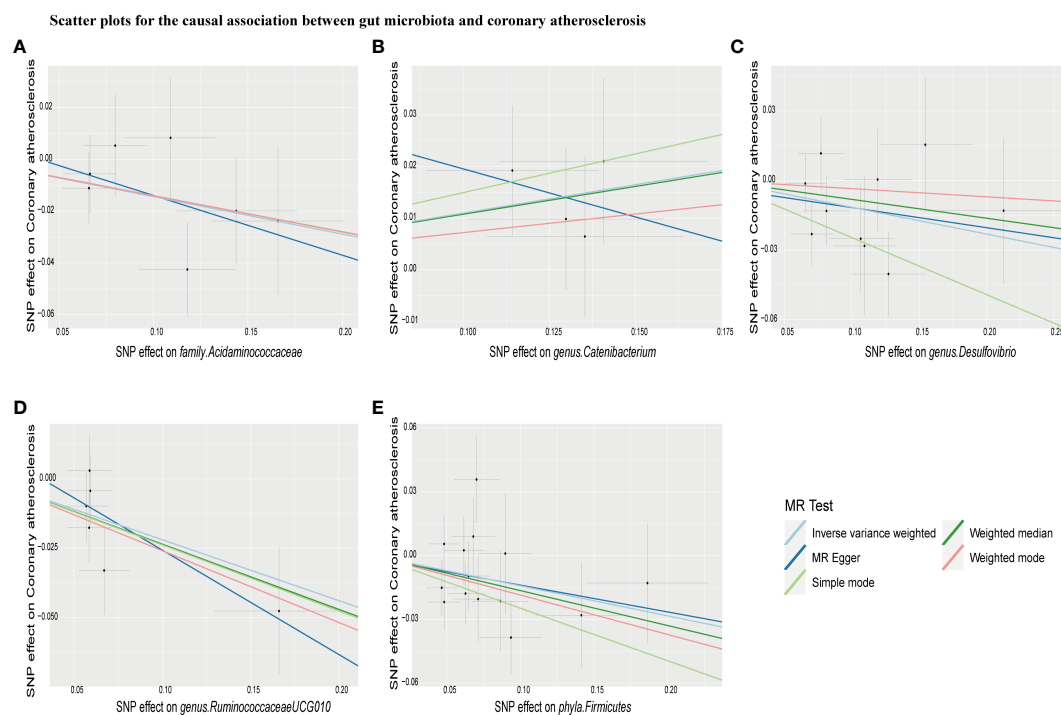 Scatter plots for the causal association between gut microbiota and coronary atherosclerosis
A
SNP effect on Coronary atherosclerosis
0.02
0.00
−0.02
−0.04
−0.06
0.05 0.10 0.15 0.20
SNP effect on family.Acidaminococcaceae
B
SNP effect on Coronary atherosclerosis
0.03
0.02
0.01
0.00
−0.01
0.100 0.125 0.150 0.175
SNP effect on genus.Catenibacterium
C
SNP effect on Coronary atherosclerosis
0.03
0.00
−0.03
−0.06
0.05 0.10 0.15 0.20 0.25
SNP effect on genus.Desulfovibrio
D
SNP effect on Coronary atherosclerosis
0.000
−0.025
−0.050
0.05 0.10 0.15 0.20
SNP effect on genus.RuminococcaceaeUCG010
E
SNP effect on Coronary atherosclerosis
0.06
0.03
0.00
−0.03
−0.06
0.05 0.10 0.15 0.20
SNP effect on phyla.Firmicutes
MR Test
Inverse variance weighted
MR Egger
Simple mode
Weighted median
Weighted mode